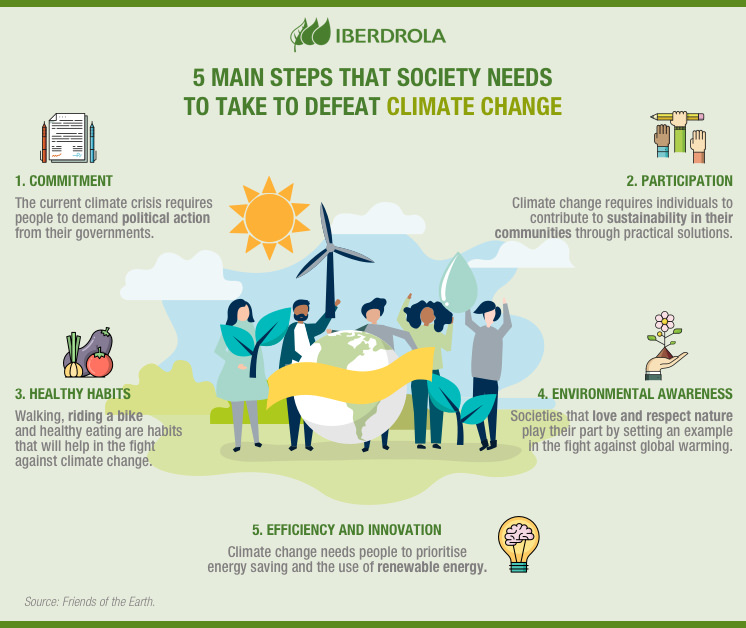 IBERDROLA
5 MAIN STEPS THAT SOCIETY NEEDS
TO TAKE TO DEFEAT CLIMATE CHANGE
1. COMMITMENT
The current climate crisis requires
people to demand political action
from their governments.
2. PARTICIPATION
Climate change requires individuals to
contribute to sustainability in their
communities through practical solutions.
3. HEALTHY HABITS
Walking, riding a bike
and healthy eating are habits
that will help in the fight
against climate change.
4. ENVIRONMENTAL AWARENESS
Societies that love and respect nature
play their part by setting an example
in the fight against global warming.
5. EFFICIENCY AND INNOVATION
Climate change needs people to prioritise
energy saving and the use of renewable energy.
Source: Friends of the Earth.